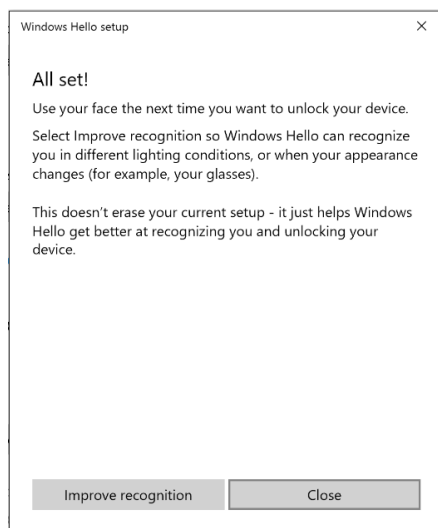 Windows Hello setup
All set!
Use your face the next time you want to unlock your device.
Select Improve recognition so Windows Hello can recognize
you in different lighting conditions, or when your appearance
changes (for example, your glasses).
This doesn't erase your current setup - it just helps Windows
Hello get better at recognizing you and unlocking your
device.
Improve recognition
Close